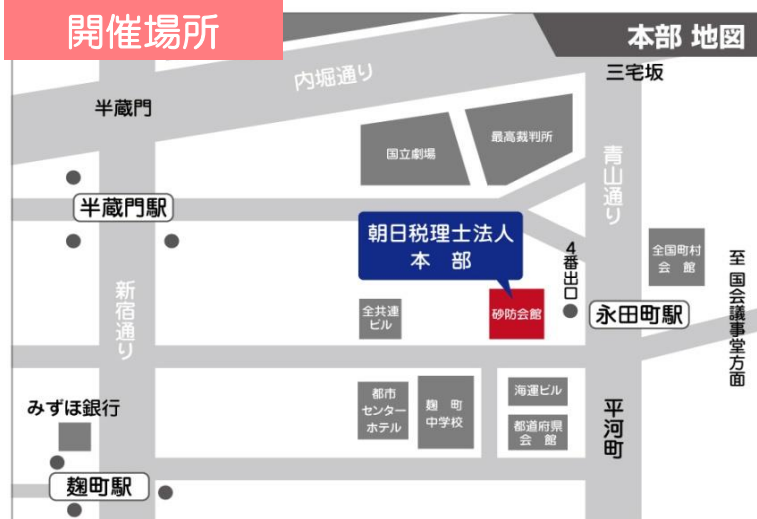 開催場所
本部 地図
内堀通り
三宅坂
半蔵門
国立劇場
最高裁判所
青山通り
半蔵門駅
朝日税理士法人
本 部
4番出口
全国町村
会 館
至 国会議事堂方面
新宿通り
全共連
ビル
砂防会館
永田町駅
みずほ銀行
都市
センター
ホテル
麹 町
中学校
海運ビル
都道府県
会 館
平河町
麹町駅